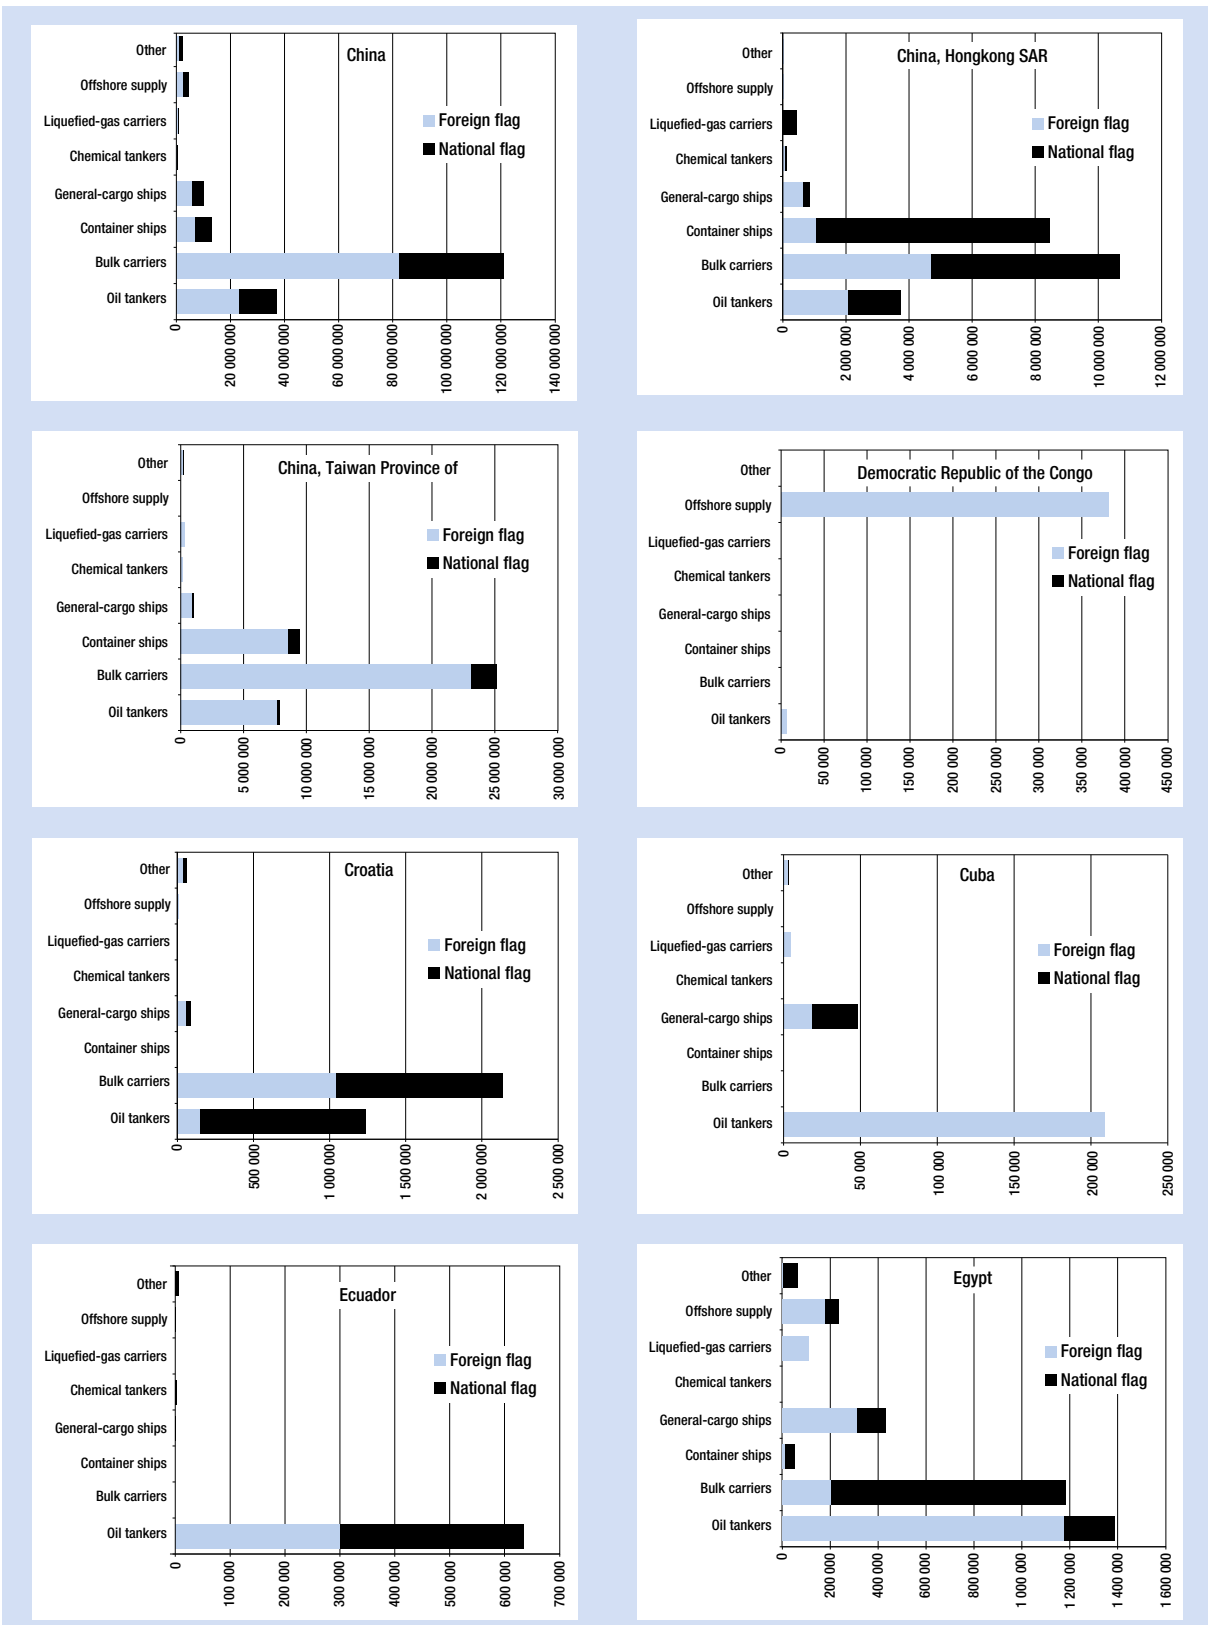 China
Other
Offshore supply
Liquefied-gas carriers
Chemical tankers
General-cargo ships
Container ships
Bulk carriers
Oil tankers
Foreign flag
National flag
0
20 000 000
40 000 000
60 000 000
80 000 000
100 000 000
120 000 000
140 000 000
China, Hongkong SAR
Other
Offshore supply
Liquefied-gas carriers
Chemical tankers
General-cargo ships
Container ships
Bulk carriers
Oil tankers
Foreign flag
National flag
0
2 000 000
4 000 000
6 000 000
8 000 000
10 000 000
12 000 000
China, Taiwan Province of
Other
Offshore supply
Liquefied-gas carriers
Chemical tankers
General-cargo ships
Container ships
Bulk carriers
Oil tankers
Foreign flag
National flag
0
5 000 000
10 000 000
15 000 000
20 000 000
25 000 000
30 000 000
Democratic Republic of the Congo
Other
Offshore supply
Liquefied-gas carriers
Chemical tankers
General-cargo ships
Container ships
Bulk carriers
Oil tankers
Foreign flag
National flag
0
50 000
100 000
150 000
200 000
250 000
300 000
350 000
400 000
450 000
Croatia
Other
Offshore supply
Liquefied-gas carriers
Chemical tankers
General-cargo ships
Container ships
Bulk carriers
Oil tankers
Foreign flag
National flag
0
500 000
1 000 000
1 500 000
2 000 000
2 500 000
Cuba
Other
Offshore supply
Liquefied-gas carriers
Chemical tankers
General-cargo ships
Container ships
Bulk carriers
Oil tankers
Foreign flag
National flag
0
50 000
100 000
150 000
200 000
250 000
Ecuador
Other
Offshore supply
Liquefied-gas carriers
Chemical tankers
General-cargo ships
Container ships
Bulk carriers
Oil tankers
Foreign flag
National flag
0
100 000
200 000
300 000
400 000
500 000
600 000
700 000
Egypt
Other
Offshore supply
Liquefied-gas carriers
Chemical tankers
General-cargo ships
Container ships
Bulk carriers
Oil tankers
Foreign flag
National flag
0
200 000
400 000
600 000
800 000
1 000 000
1 200 000
1 400 000
1 600 000